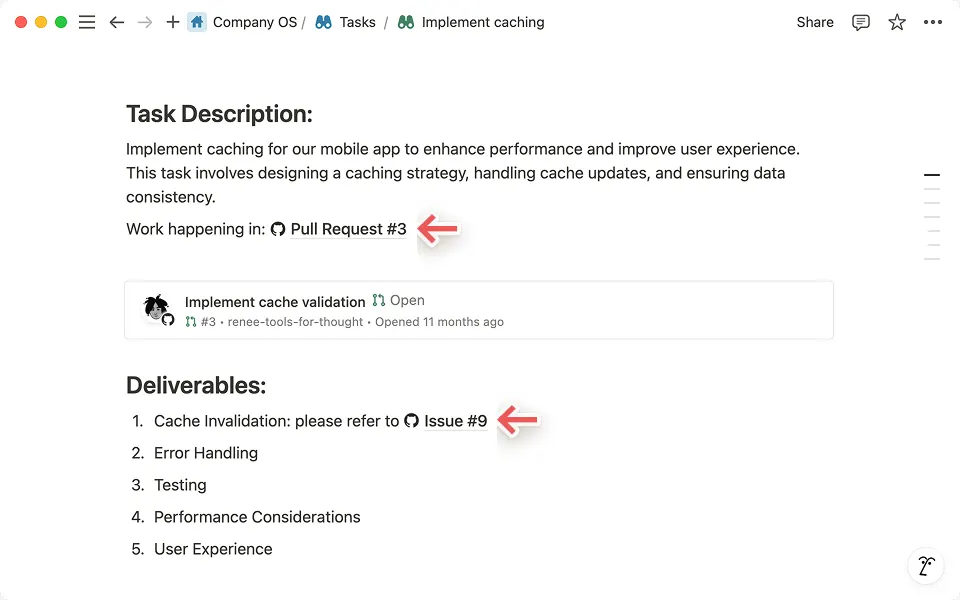 Company OS / Tasks / Implement caching Share
Task Description:
Implement caching for our mobile app to enhance performance and improve user experience.
This task involves designing a caching strategy, handling cache updates, and ensuring data
consistency.
Work happening in: Pull Request #3
Implement cache validation Open
#3 • renee-tools-for-thought • Opened 11 months ago
Deliverables:
1. Cache Invalidation: please refer to Issue #9
2. Error Handling
3. Testing
4. Performance Considerations
5. User Experience